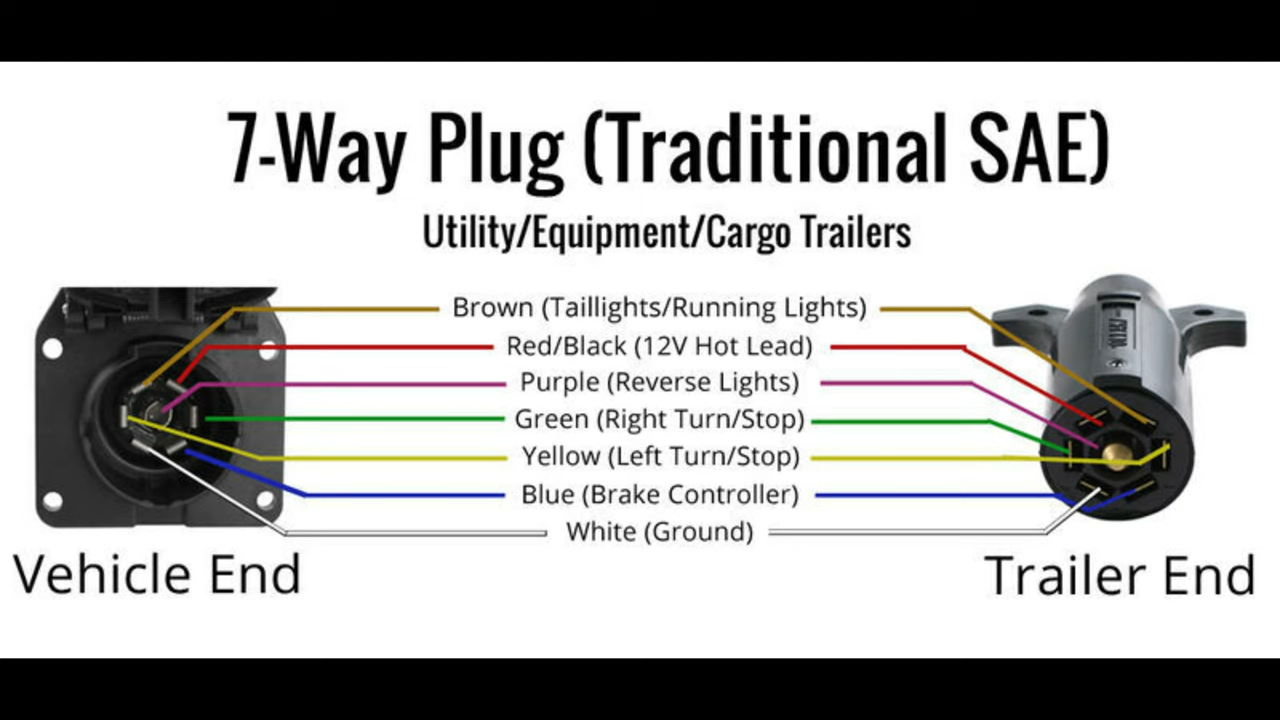 7-Way Plug (Traditional SAE)
Utility/Equipment/Cargo Trailers
Brown (Taillights/Running Lights)
Red/Black (12V Hot Lead)
Purple (Reverse Lights)
Green (Right Turn/Stop)
Yellow (Left Turn/Stop)
Blue (Brake Controller)
White (Ground)
Vehicle End
Trailer End